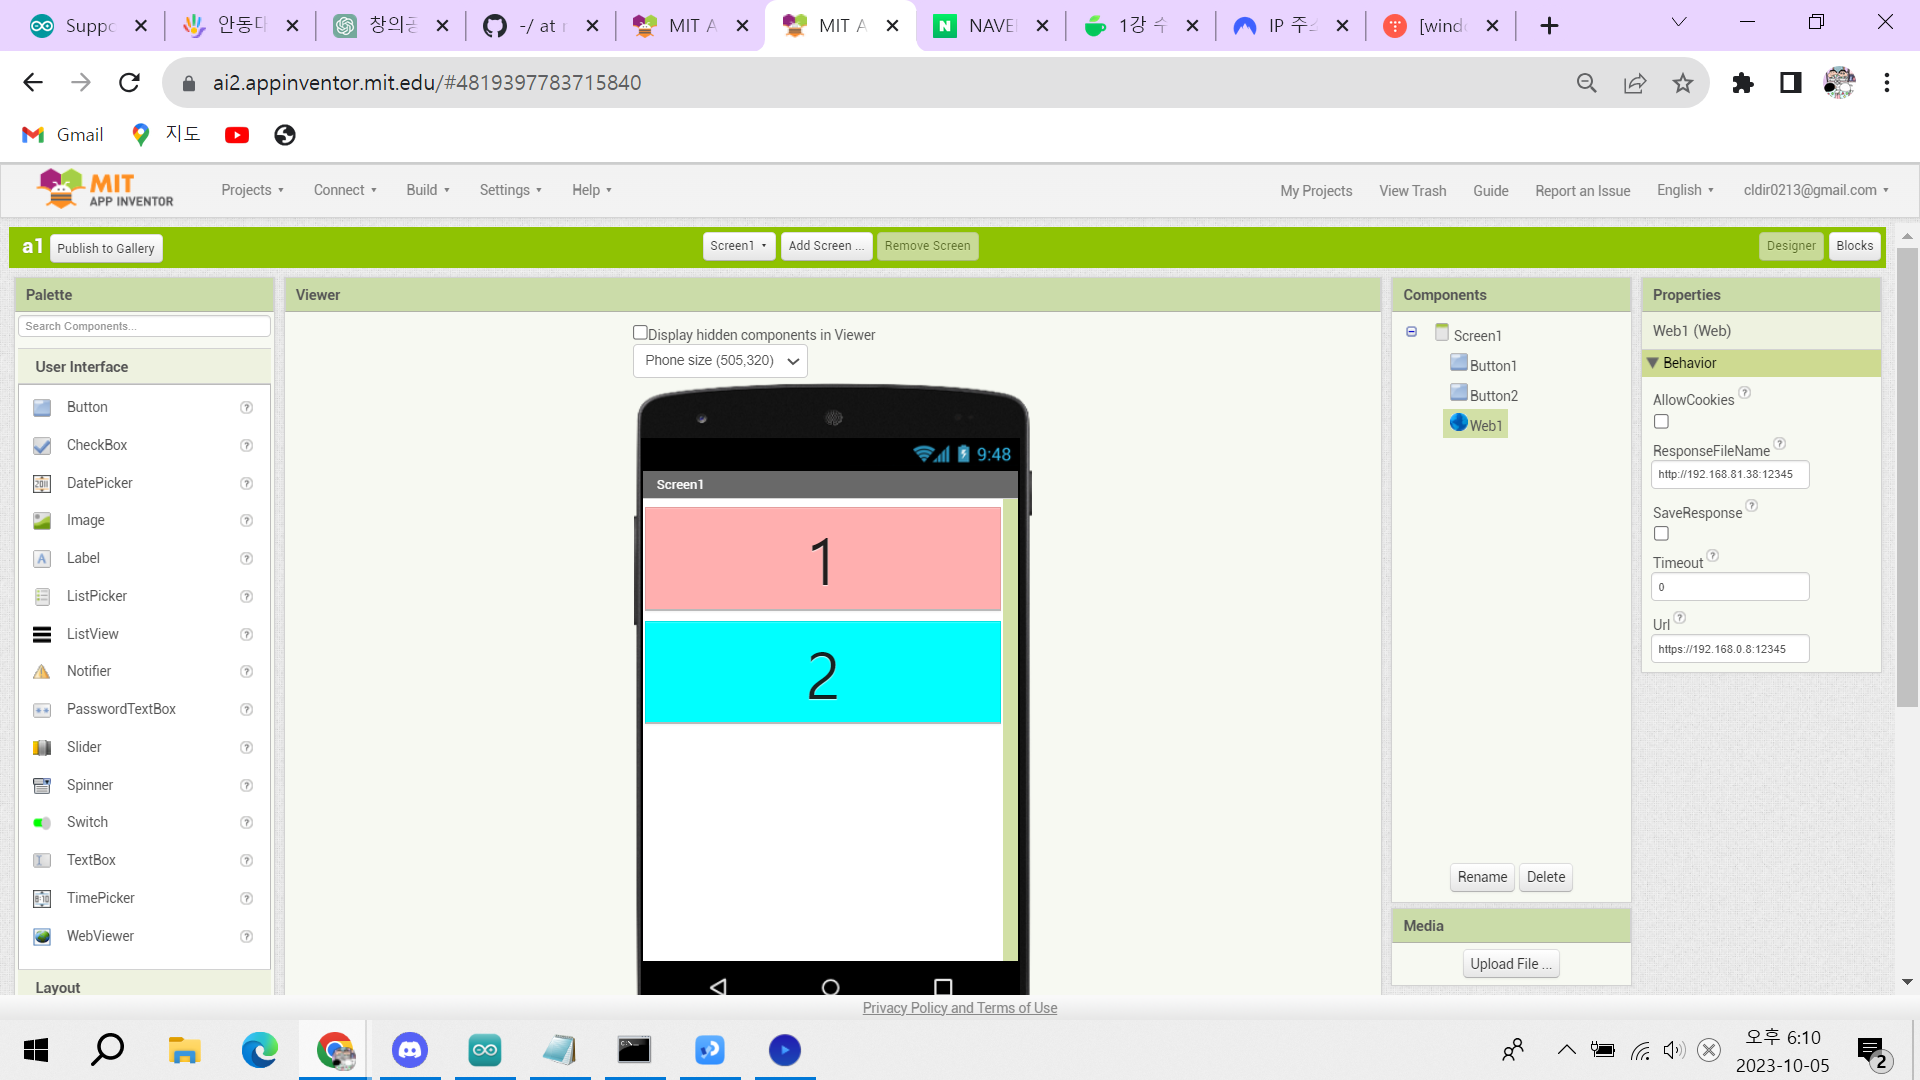 Suppo
안동대
창의공
-/ at r
MIT A
MIT A
NAVE
1강 수
IP 주소
[wind
ai2.appinventor.mit.edu/#4819397783715840
Gmail
지도
MIT
APP INVENTOR
Projects
Connect
Build
Settings
Help
My Projects
View Trash
Guide
Report an Issue
English
cldir0213@gmail.com
a1
Publish to Gallery
Screen1
Add Screen ...
Remove Screen
Designer
Blocks
Palette
Search Components...
User Interface
Button
CheckBox
DatePicker
Image
Label
ListPicker
ListView
Notifier
PasswordTextBox
Slider
Spinner
Switch
TextBox
TimePicker
WebViewer
Layout
Viewer
Display hidden components in Viewer
Phone size (505,320)
9:48
Screen1
1
2
Components
Screen1
Button1
Button2
Web1
Rename
Delete
Media
Upload File ...
Properties
Web1 (Web)
Behavior
AllowCookies
ResponseFileName
http://192.168.81.38:12345
SaveResponse
Timeout
0
Url
https://192.168.0.8:12345
Privacy Policy and Terms of Use
오후 6:10
2023-10-05
2